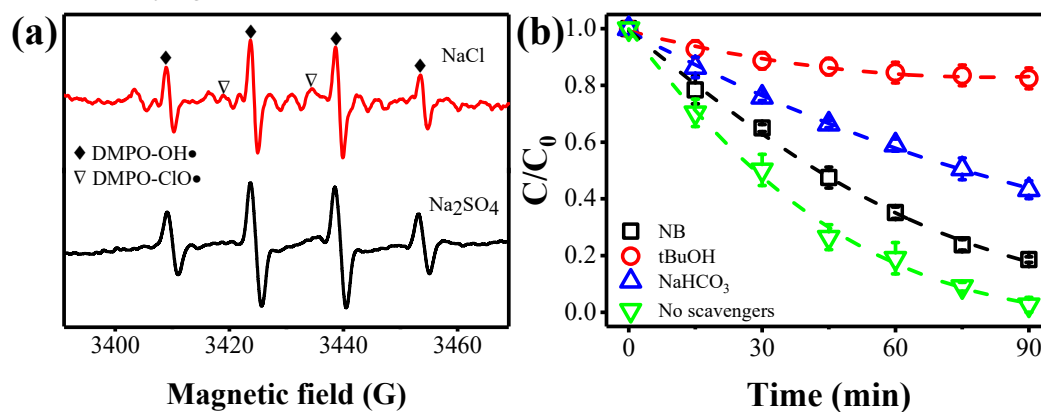 (a)
NaCl
◆ DMPO-OH●
▽ DMPO-ClO●
Na₂SO₄
3400 3420 3440 3460
Magnetic field (G)
(b)
C/C₀
1.0
0.8
0.6
0.4
0.2
0.0
NB
tBuOH
NaHCO₃
No scavengers
0 30 60 90
Time (min)